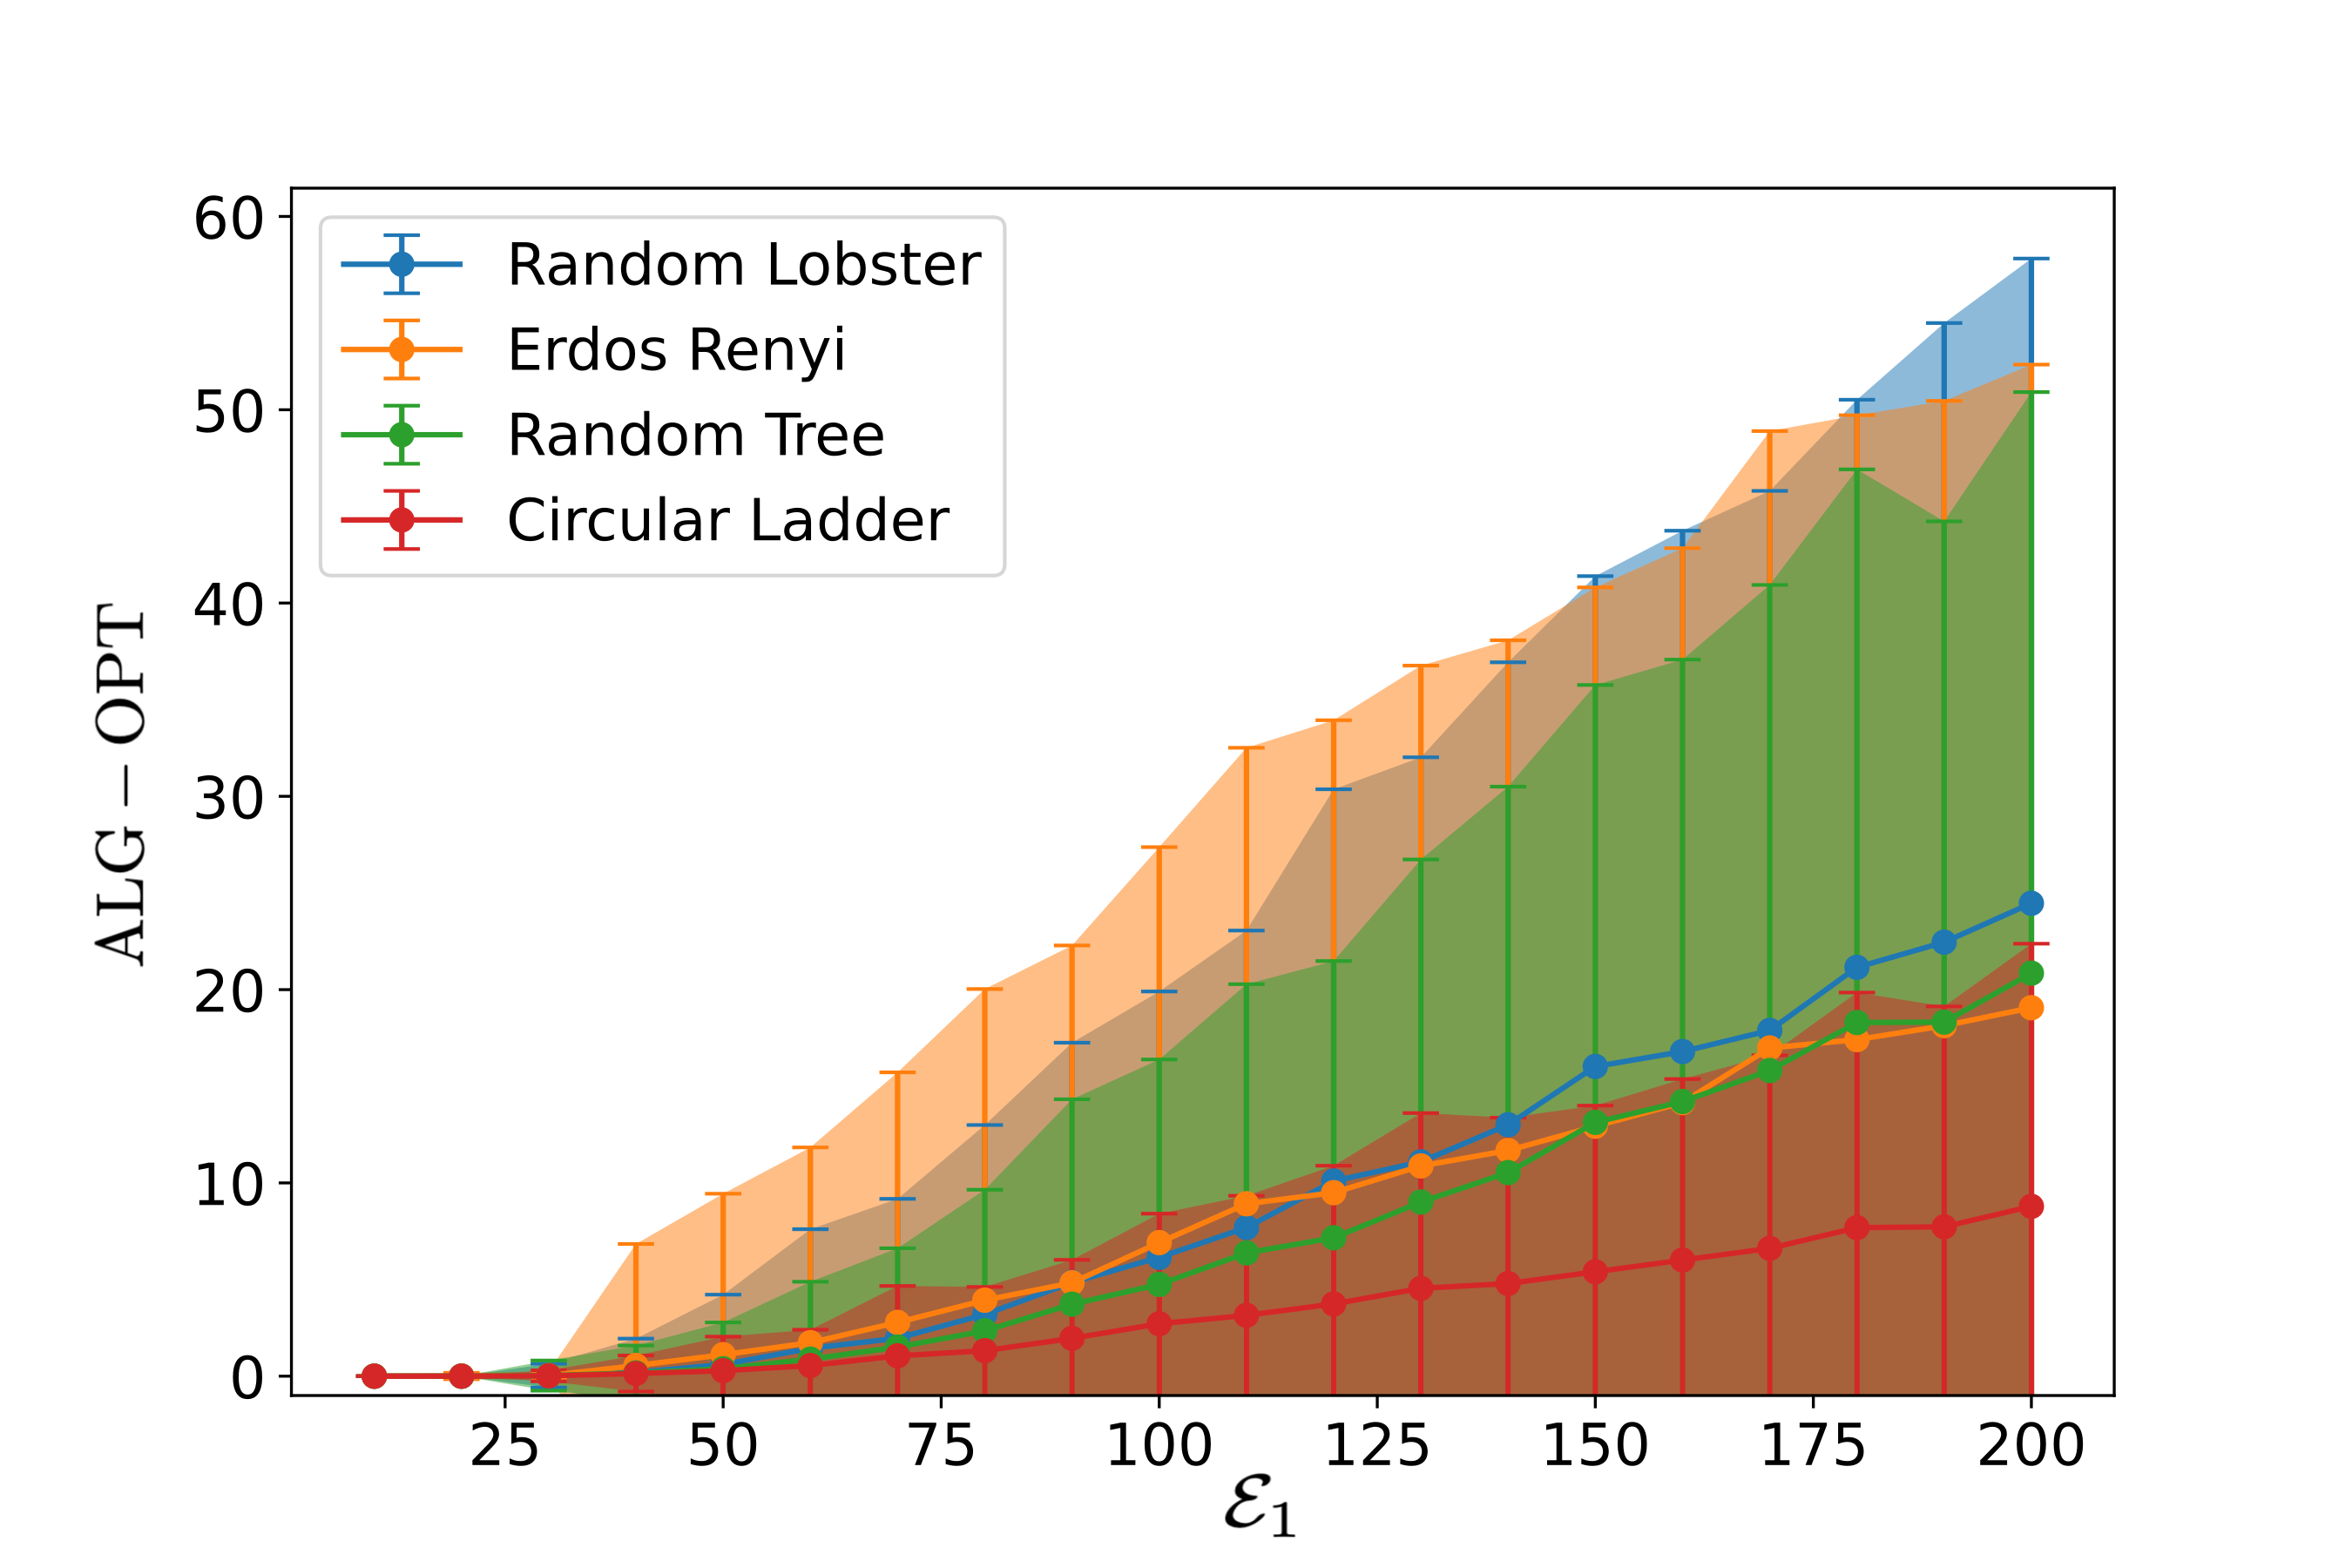 Random Lobster
Erdos Renyi
Random Tree
Circular Ladder
60
50
40
30
20
10
0
ALG − OPT
25 50 75 100 125 150 175 200
ℰ₁